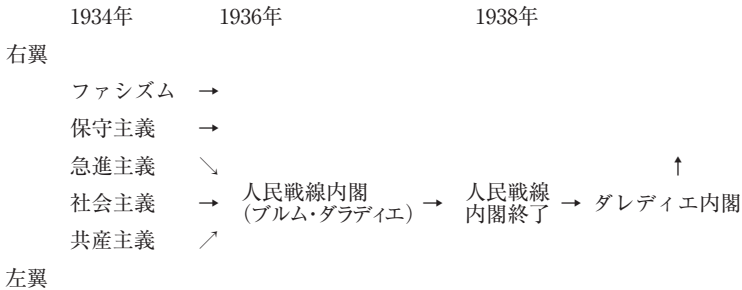 1934年 1936年 1938年
右翼
ファシズム →
保守主義 →
急進主義 ↘ ↑
社会主義 → 人民戦線内閣(ブルム・ダラディエ) → 人民戦線内閣終了 → ダレディエ内閣
共産主義 ↗
左翼